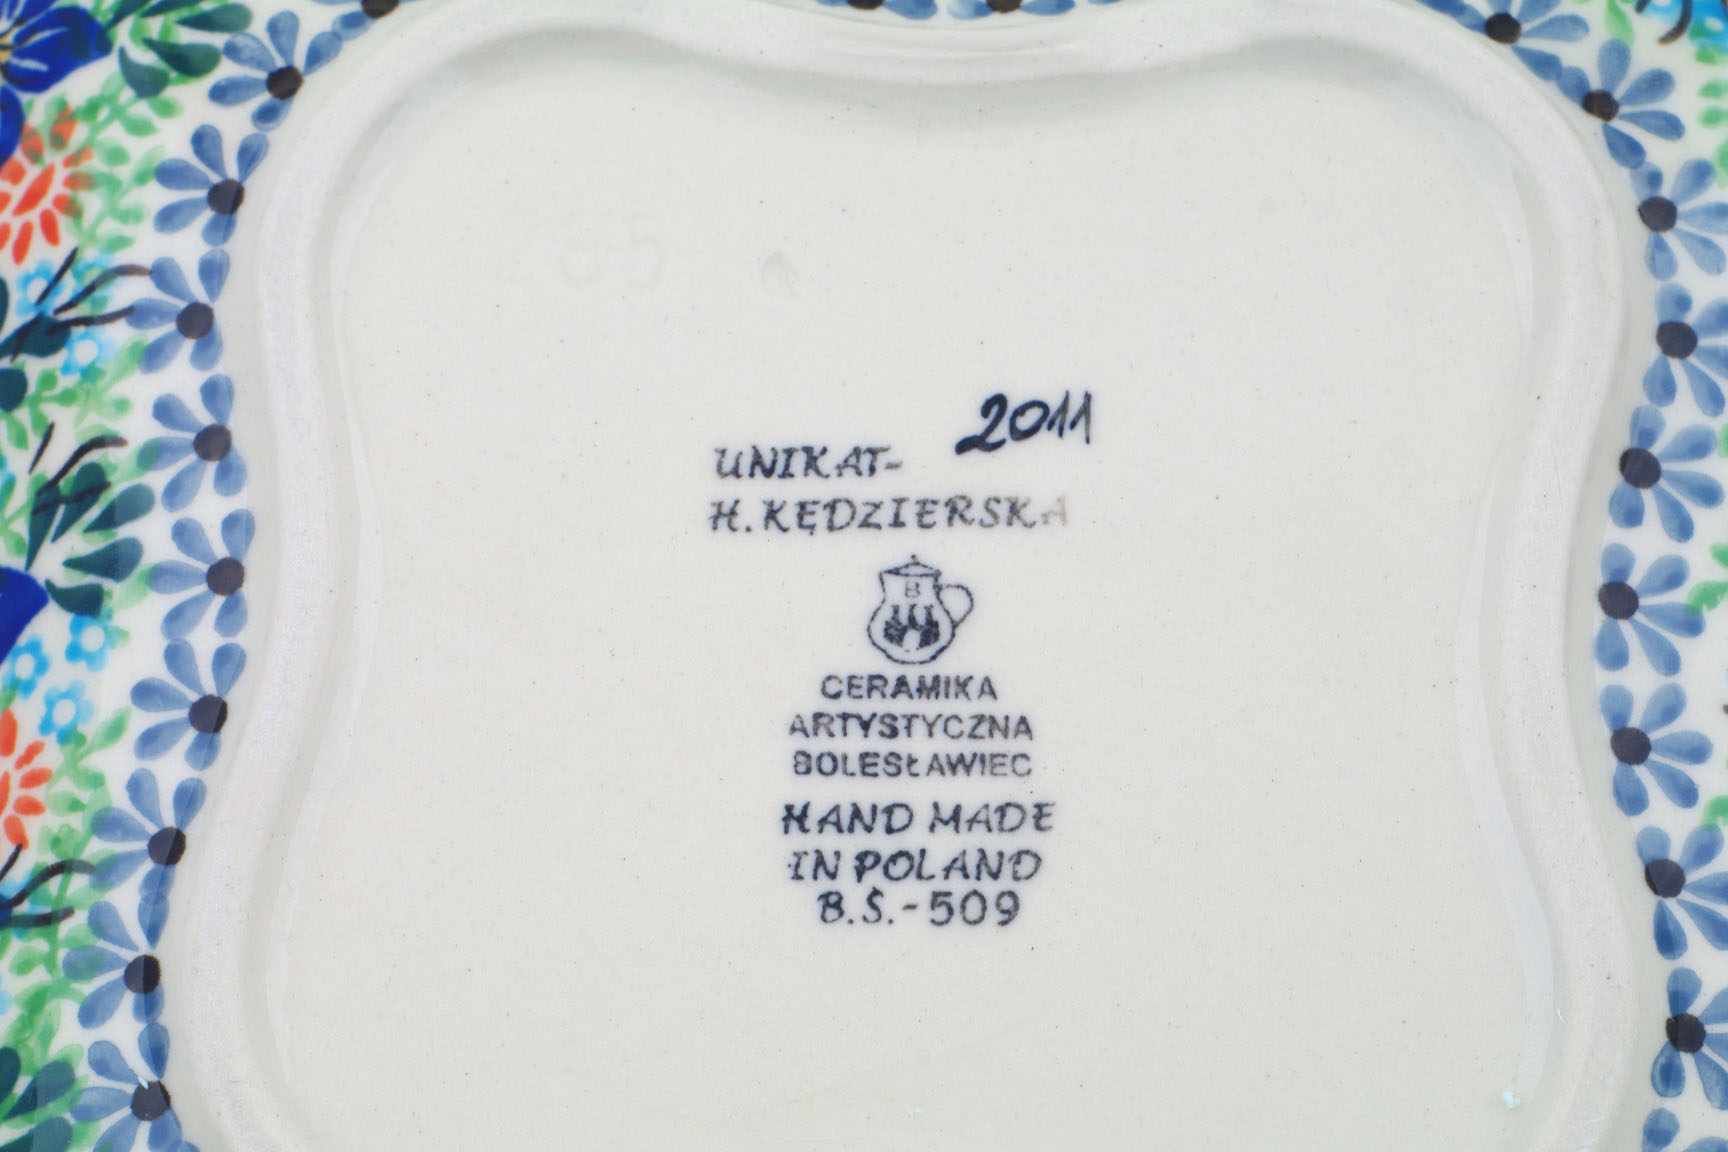 2011
UNIKAT-
H. KĘDZIERSKA
B
CERAMIKA
ARTYSTYCZNA
BOLESŁAWIEC
HAND MADE
IN POLAND
B.Ś.-509